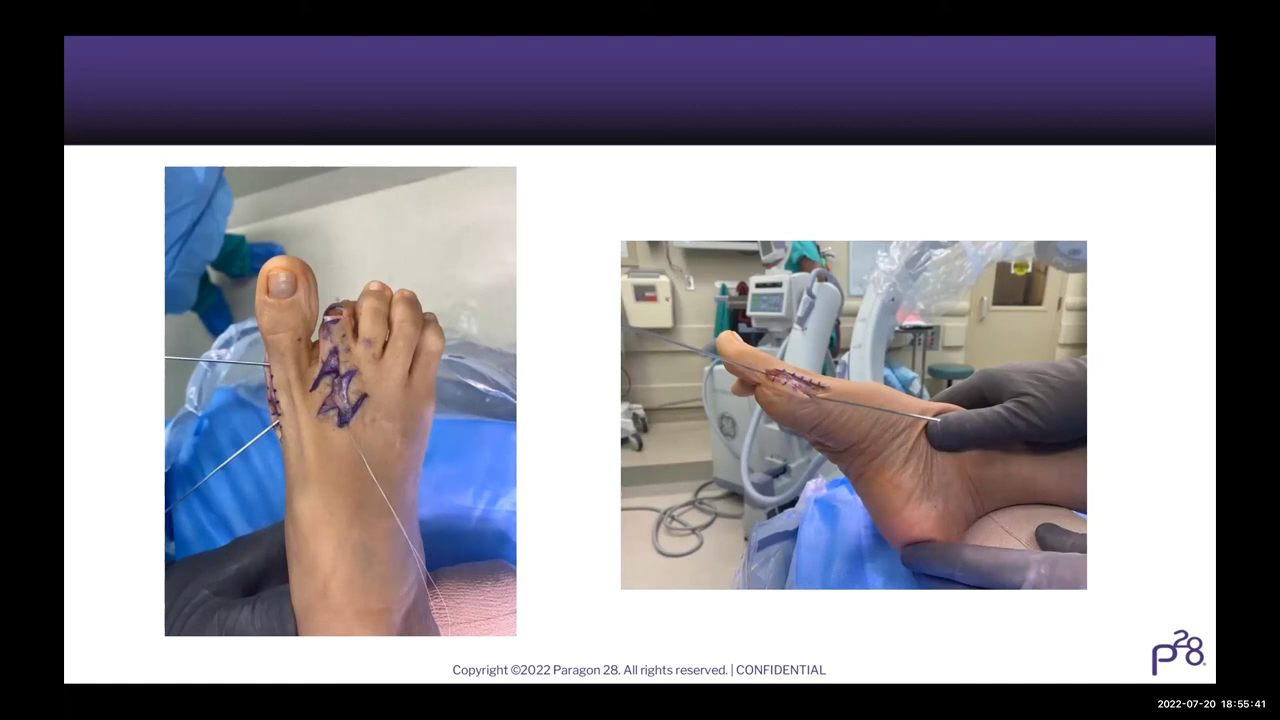 Copyright ©2022 Paragon 28. All rights reserved. | CONFIDENTIAL
P28
2022-07-20 18:55:41